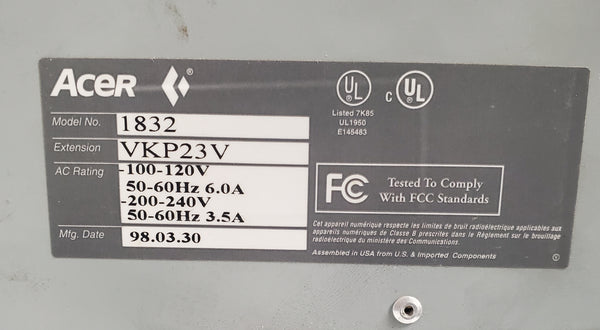 Acer
UL
Listed 7K85
UL1950
E145483
C UL
Model No. 1832
Extension VKP23V
AC Rating -100-120V
50-60Hz 6.0A
-200-240V
50-60Hz 3.5A
Mfg. Date 98.03.30
FC Tested To Comply
With FCC Standards
Cet appareil numérique respecte les limites de bruit radioélectrique applicables aux
appareils numériques de Classe B prescrites dans le Règlement sur le brouillage
radioélectrique du ministère des Communications.
Assembled in USA from U.S. & Imported Components